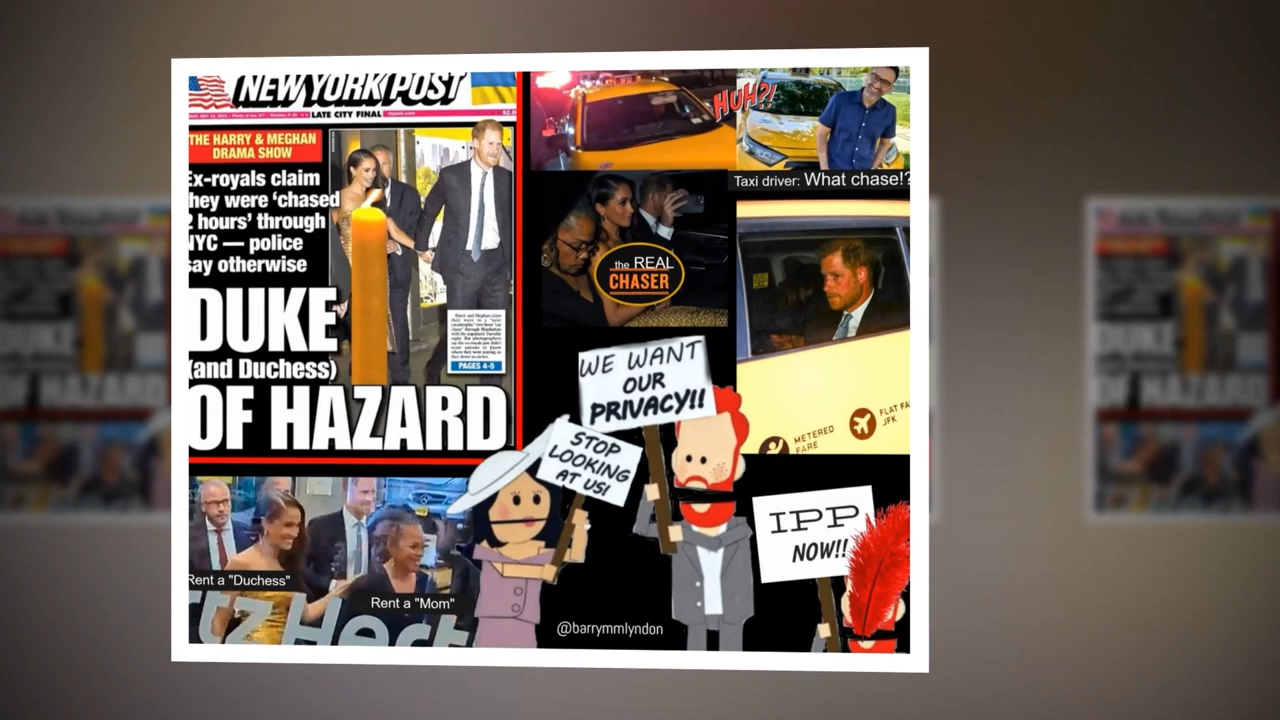 NEW YORK POST
LATE CITY FINAL
THE HARRY & MEGHAN
DRAMA SHOW
Ex-royals claim
they were ‘chased
2 hours’ through
NYC — police
say otherwise
DUKE
(and Duchess)
OF HAZARD
PAGES 4-5
HUH?!
Taxi driver: What chase!?
the REAL
CHASER
METERED
FARE
FLAT FA
JFK
WE WANT
OUR
PRIVACY!!
STOP
LOOKING
AT US!
IPP
NOW!!
Rent a "Duchess"
Rent a "Mom"
tz Hert
@barrymmlyndon